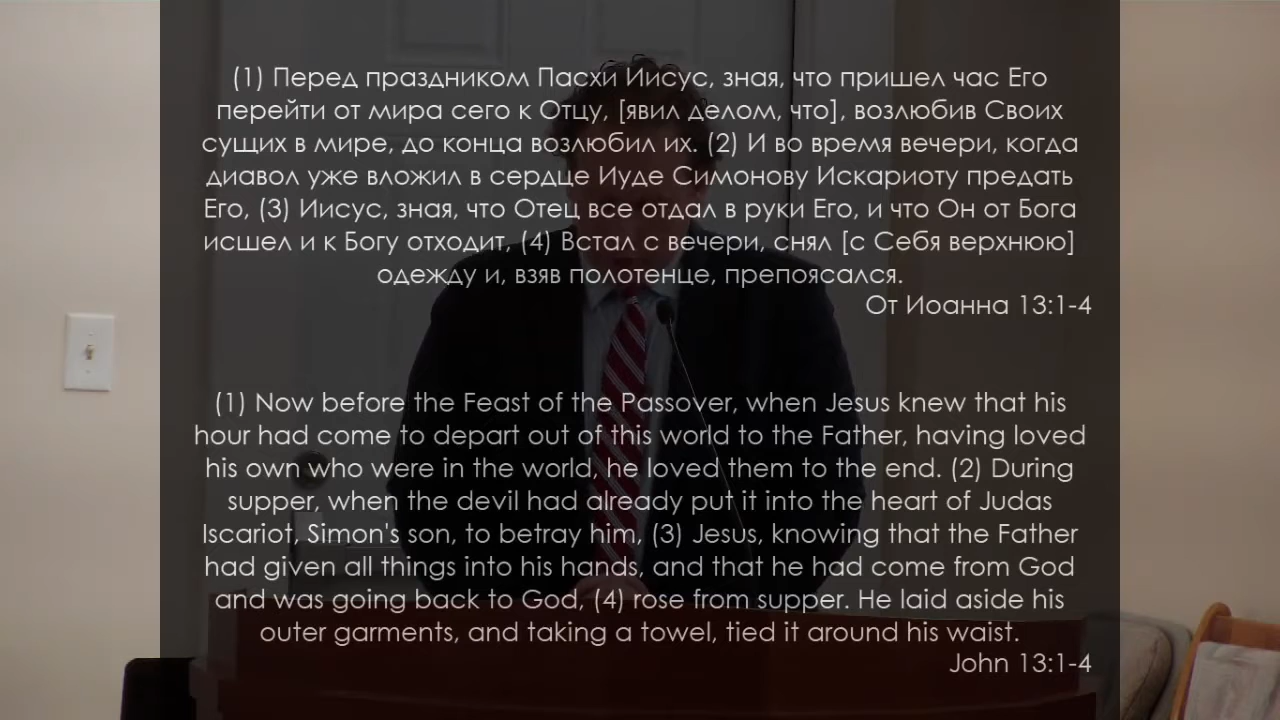 (1) Перед праздником Пасхи Иисус, зная, что пришел час Его
перейти от мира сего к Отцу, [явил делом, что], возлюбив Своих
сущих в мире, до конца возлюбил их. (2) И во время вечери, когда
диавол уже вложил в сердце Иуде Симонову Искариоту предать
Его, (3) Иисус, зная, что Отец все отдал в руки Его, и что Он от Бога
исшел и к Богу отходит, (4) Встал с вечери, снял [с Себя верхнюю]
одежду и, взяв полотенце, препоясался.
От Иоанна 13:1-4
(1) Now before the Feast of the Passover, when Jesus knew that his
hour had come to depart out of this world to the Father, having loved
his own who were in the world, he loved them to the end. (2) During
supper, when the devil had already put it into the heart of Judas
Iscariot, Simon's son, to betray him, (3) Jesus, knowing that the Father
had given all things into his hands, and that he had come from God
and was going back to God, (4) rose from supper. He laid aside his
outer garments, and taking a towel, tied it around his waist.
John 13:1-4